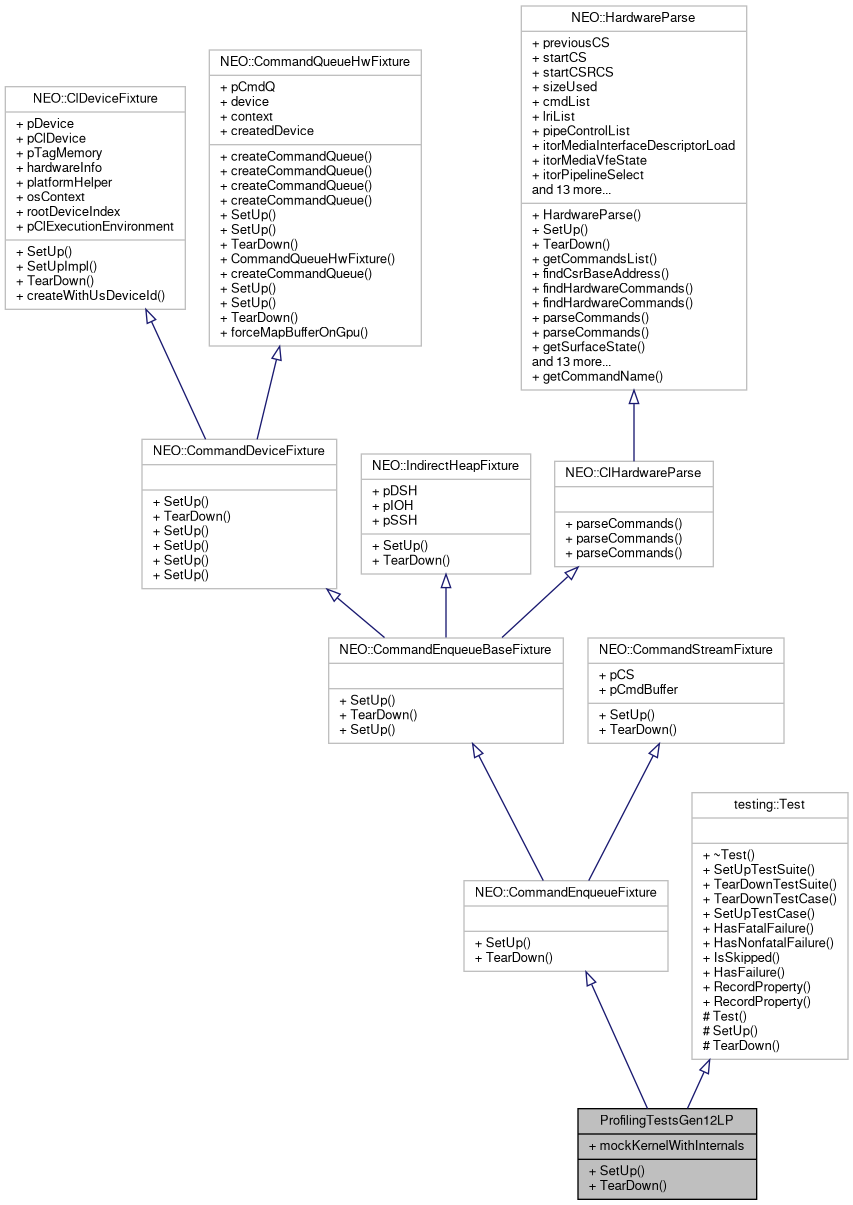 NEO::HardwareParse
+ previousCS
+ startCS
+ startCSRCS
+ sizeUsed
+ cmdList
+ lriList
+ pipeControlList
+ itorMediaInterfaceDescriptorLoad
+ itorMediaVfeState
+ itorPipelineSelect
and 13 more...
+ HardwareParse()
+ SetUp()
+ TearDown()
+ getCommandsList()
+ findCsrBaseAddress()
+ findHardwareCommands()
+ findHardwareCommands()
+ parseCommands()
+ parseCommands()
+ getSurfaceState()
and 13 more...
+ getCommandName()
NEO::CommandQueueHwFixture
+ pCmdQ
+ device
+ context
+ createdDevice
+ createCommandQueue()
+ createCommandQueue()
+ createCommandQueue()
+ createCommandQueue()
+ SetUp()
+ SetUp()
+ TearDown()
+ CommandQueueHwFixture()
+ createCommandQueue()
+ SetUp()
+ SetUp()
+ TearDown()
+ forceMapBufferOnGpu()
NEO::ClDeviceFixture
+ pDevice
+ pClDevice
+ pTagMemory
+ hardwareInfo
+ platformHelper
+ osContext
+ rootDeviceIndex
+ pClExecutionEnvironment
+ SetUp()
+ SetUpImpl()
+ TearDown()
+ createWithUsDeviceId()
NEO::CommandDeviceFixture
+ SetUp()
+ TearDown()
+ SetUp()
+ SetUp()
+ SetUp()
+ SetUp()
NEO::IndirectHeapFixture
+ pDSH
+ pIOH
+ pSSH
+ SetUp()
+ TearDown()
NEO::ClHardwareParse
+ parseCommands()
+ parseCommands()
+ parseCommands()
NEO::CommandEnqueueBaseFixture
+ SetUp()
+ TearDown()
+ SetUp()
NEO::CommandStreamFixture
+ pCS
+ pCmdBuffer
+ SetUp()
+ TearDown()
testing::Test
+ ~Test()
+ SetUpTestSuite()
+ TearDownTestSuite()
+ TearDownTestCase()
+ SetUpTestCase()
+ HasFatalFailure()
+ HasNonfatalFailure()
+ IsSkipped()
+ HasFailure()
+ RecordProperty()
+ RecordProperty()
# Test()
# SetUp()
# TearDown()
NEO::CommandEnqueueFixture
+ SetUp()
+ TearDown()
ProfilingTestsGen12LP
+ mockKernelWithInternals
+ SetUp()
+ TearDown()